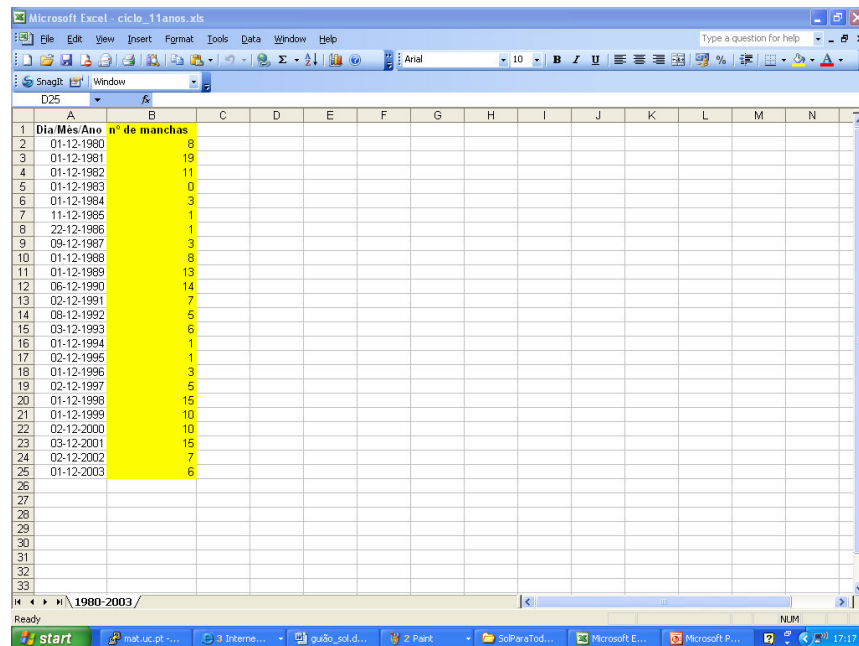 Microsoft Excel - ciclo_11anos.xls
File Edit View Insert Format Tools Data Window Help Type a question for help
Arial 10 B I U %
SnagIt Window
D25 fx
A B C D E F G H I J K L M N
1 Dia/Mês/Ano nº de manchas
2 01-12-1980 8
3 01-12-1981 19
4 01-12-1982 11
5 01-12-1983 0
6 01-12-1984 3
7 11-12-1985 1
8 22-12-1986 1
9 09-12-1987 3
10 01-12-1988 8
11 01-12-1989 13
12 06-12-1990 14
13 02-12-1991 7
14 08-12-1992 5
15 03-12-1993 6
16 01-12-1994 1
17 02-12-1995 1
18 01-12-1996 3
19 02-12-1997 5
20 01-12-1998 15
21 01-12-1999 10
22 02-12-2000 10
23 03-12-2001 15
24 02-12-2002 7
25 01-12-2003 6
26
27
28
29
30
31
32
33
1980-2003
Ready NUM
start mat.uc.pt -... 3 Interne... guião_sol.d... 2 Paint SolParaTod... Microsoft E... Microsoft P... 17:17